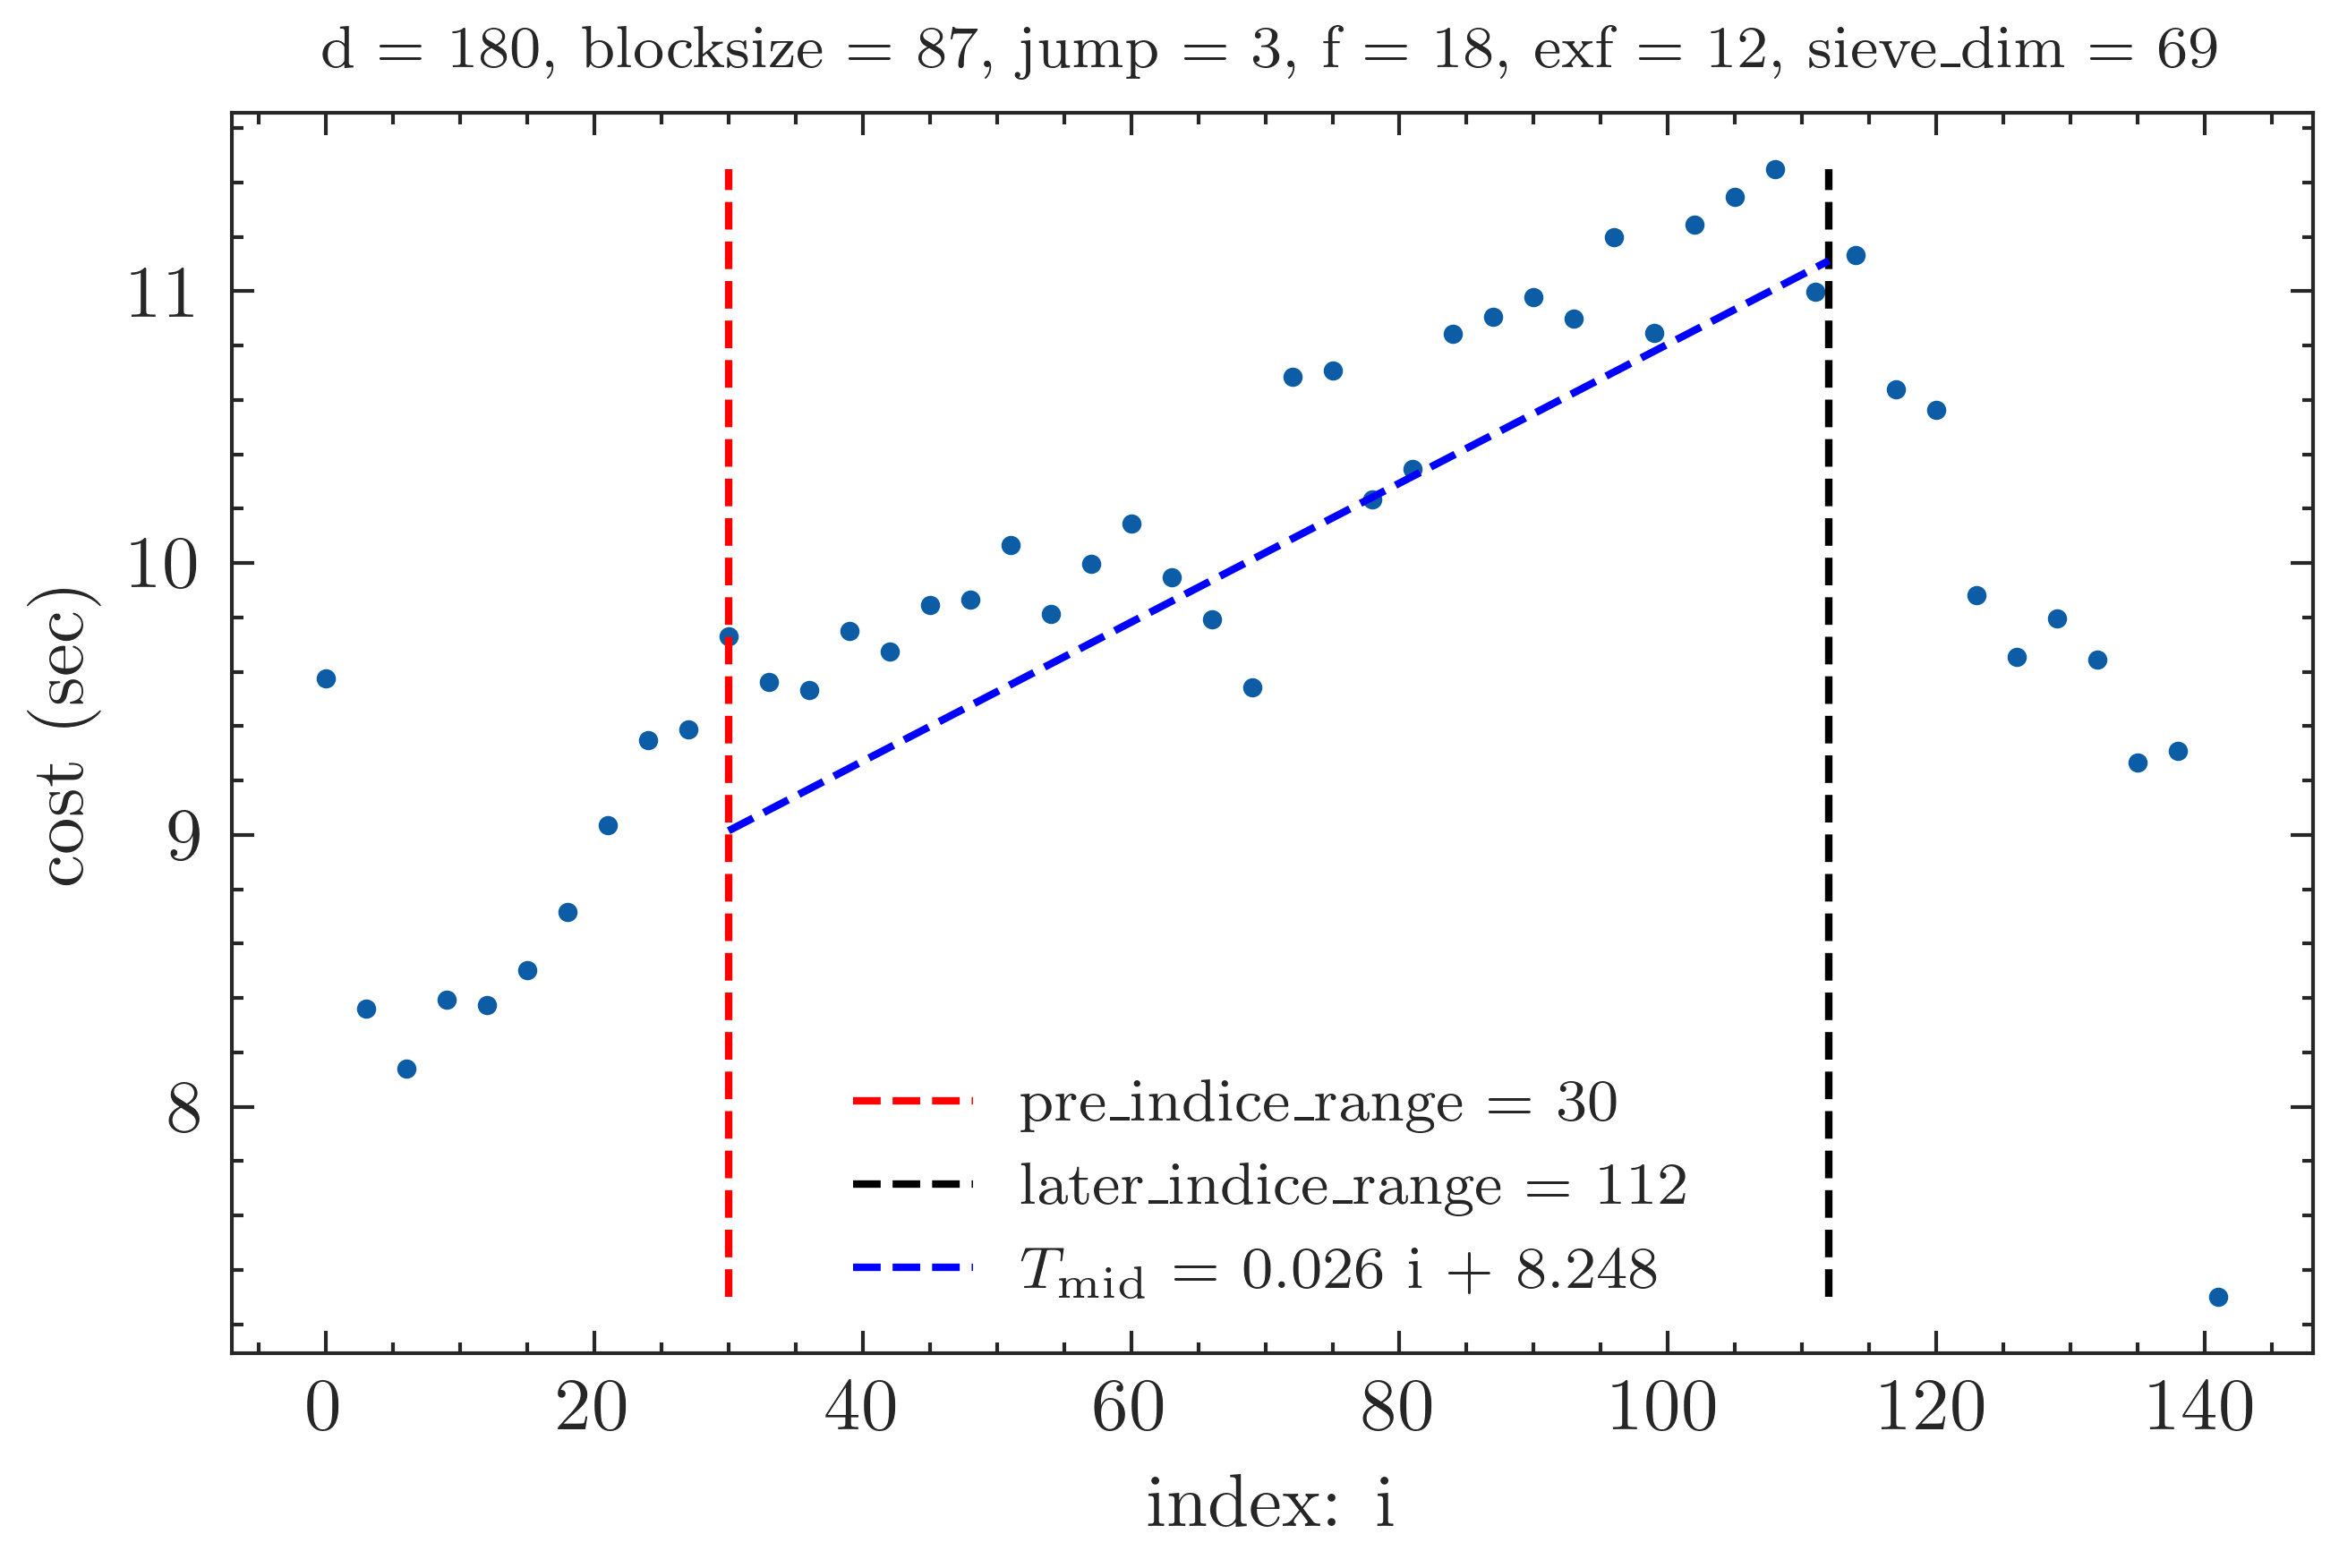 d = 180, blocksize = 87, jump = 3, f = 18, exf = 12, sieve_dim = 69
cost (sec)
11
10
9
8
pre_indice_range = 30
later_indice_range = 112
T_mid = 0.026 i + 8.248
0 20 40 60 80 100 120 140
index: i